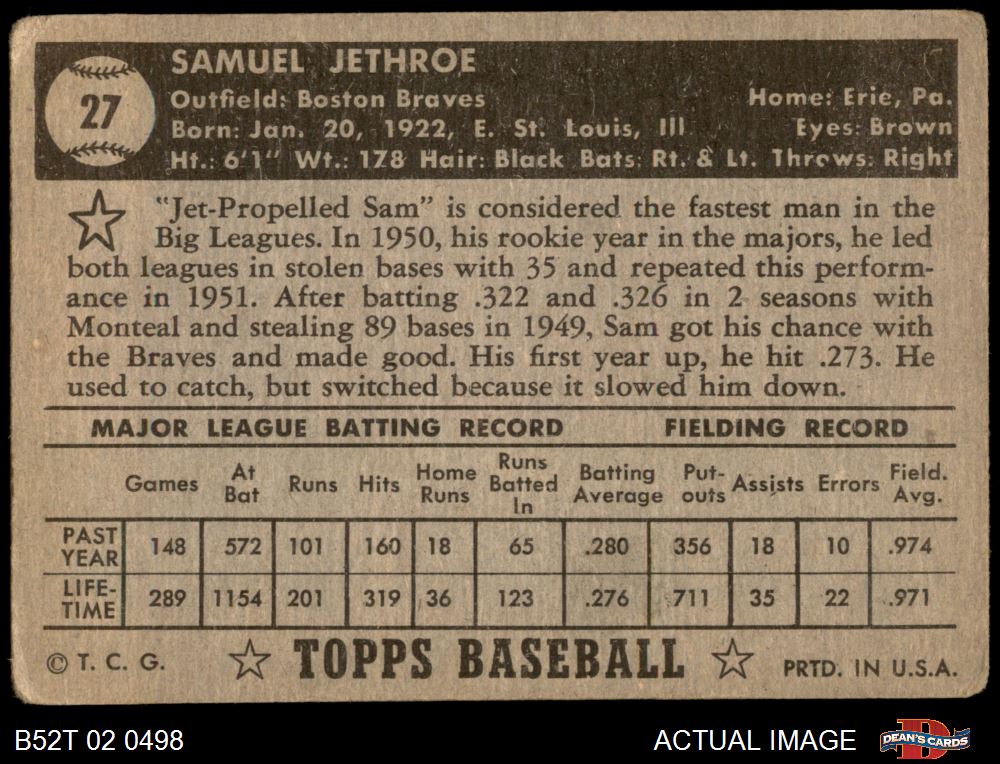 27
SAMUEL JETHROE
Outfield: Boston Braves Home: Erie, Pa.
Born: Jan. 20, 1922, E. St. Louis, Ill Eyes: Brown
Ht.: 6'1" Wt.: 178 Hair: Black Bats: Rt. & Lt. Throws: Right
"Jet-Propelled Sam" is considered the fastest man in the
Big Leagues. In 1950, his rookie year in the majors, he led
both leagues in stolen bases with 35 and repeated this perform-
ance in 1951. After batting .322 and .326 in 2 seasons with
Monteal and stealing 89 bases in 1949, Sam got his chance with
the Braves and made good. His first year up, he hit .273. He
used to catch, but switched because it slowed him down.
MAJOR LEAGUE BATTING RECORD FIELDING RECORD
Games At Bat Runs Hits Home Runs Runs Batted In Batting Average Put-outs Assists Errors Field. Avg.
PAST YEAR 148 572 101 160 18 65 .280 356 18 10 .974
LIFE-TIME 289 1154 201 319 36 123 .276 711 35 22 .971
© T. C. G. TOPPS BASEBALL PRTD. IN U.S.A.
B52T 02 0498 ACTUAL IMAGE D DEAN'S CARDS